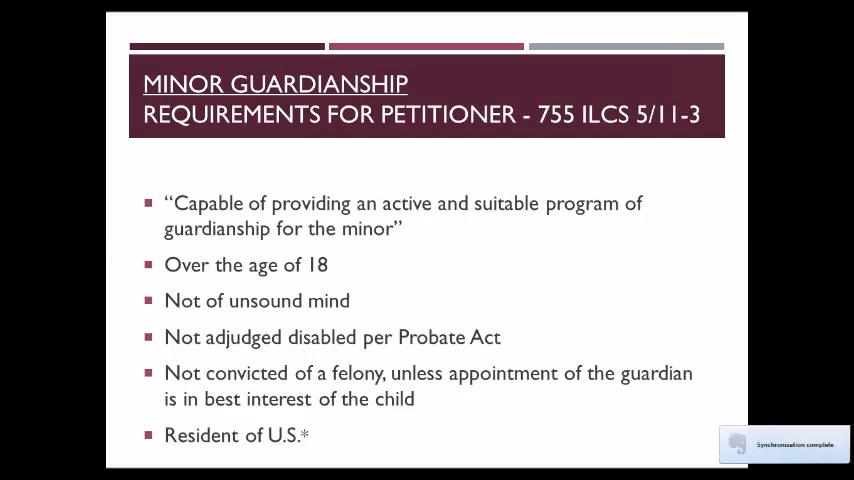 MINOR GUARDIANSHIP
REQUIREMENTS FOR PETITIONER - 755 ILCS 5/11-3
“Capable of providing an active and suitable program of
guardianship for the minor”
Over the age of 18
Not of unsound mind
Not adjudged disabled per Probate Act
Not convicted of a felony, unless appointment of the guardian
is in best interest of the child
Resident of U.S.*
Synchronization complete